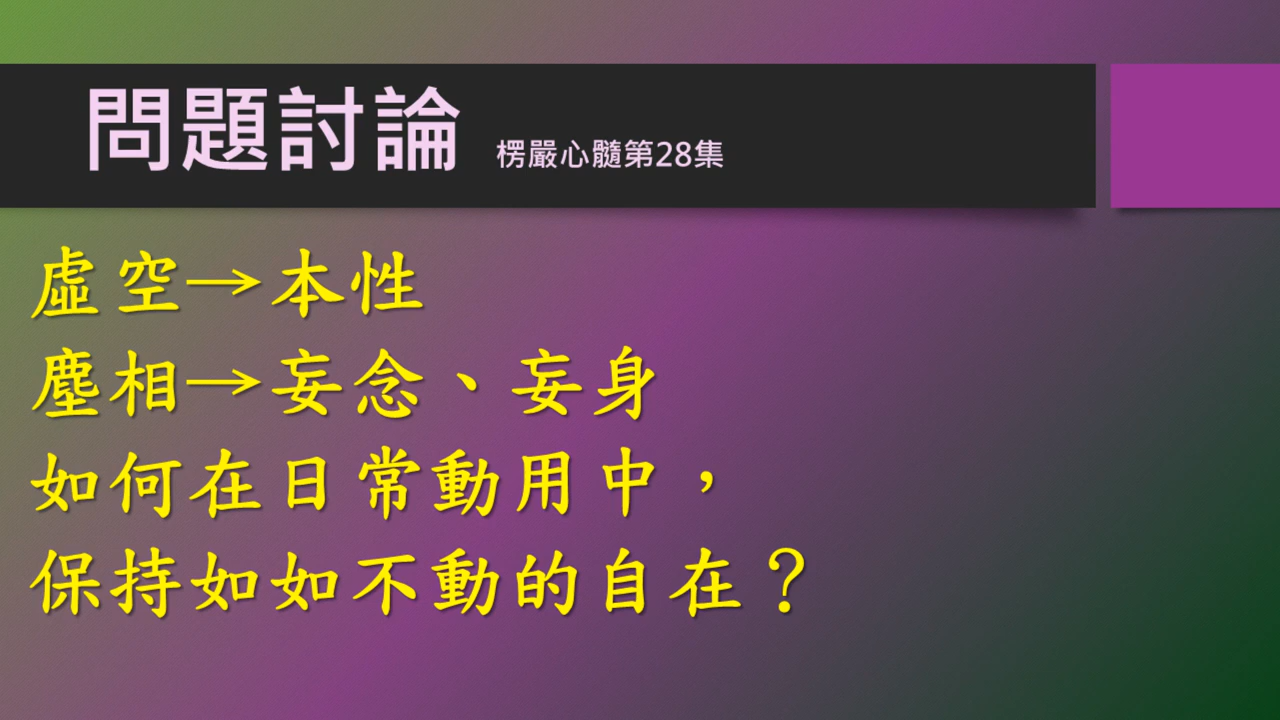 問題討論 楞嚴心髓第28集
虛空→本性
塵相→妄念、妄身
如何在日常動用中，
保持如如不動的自在？